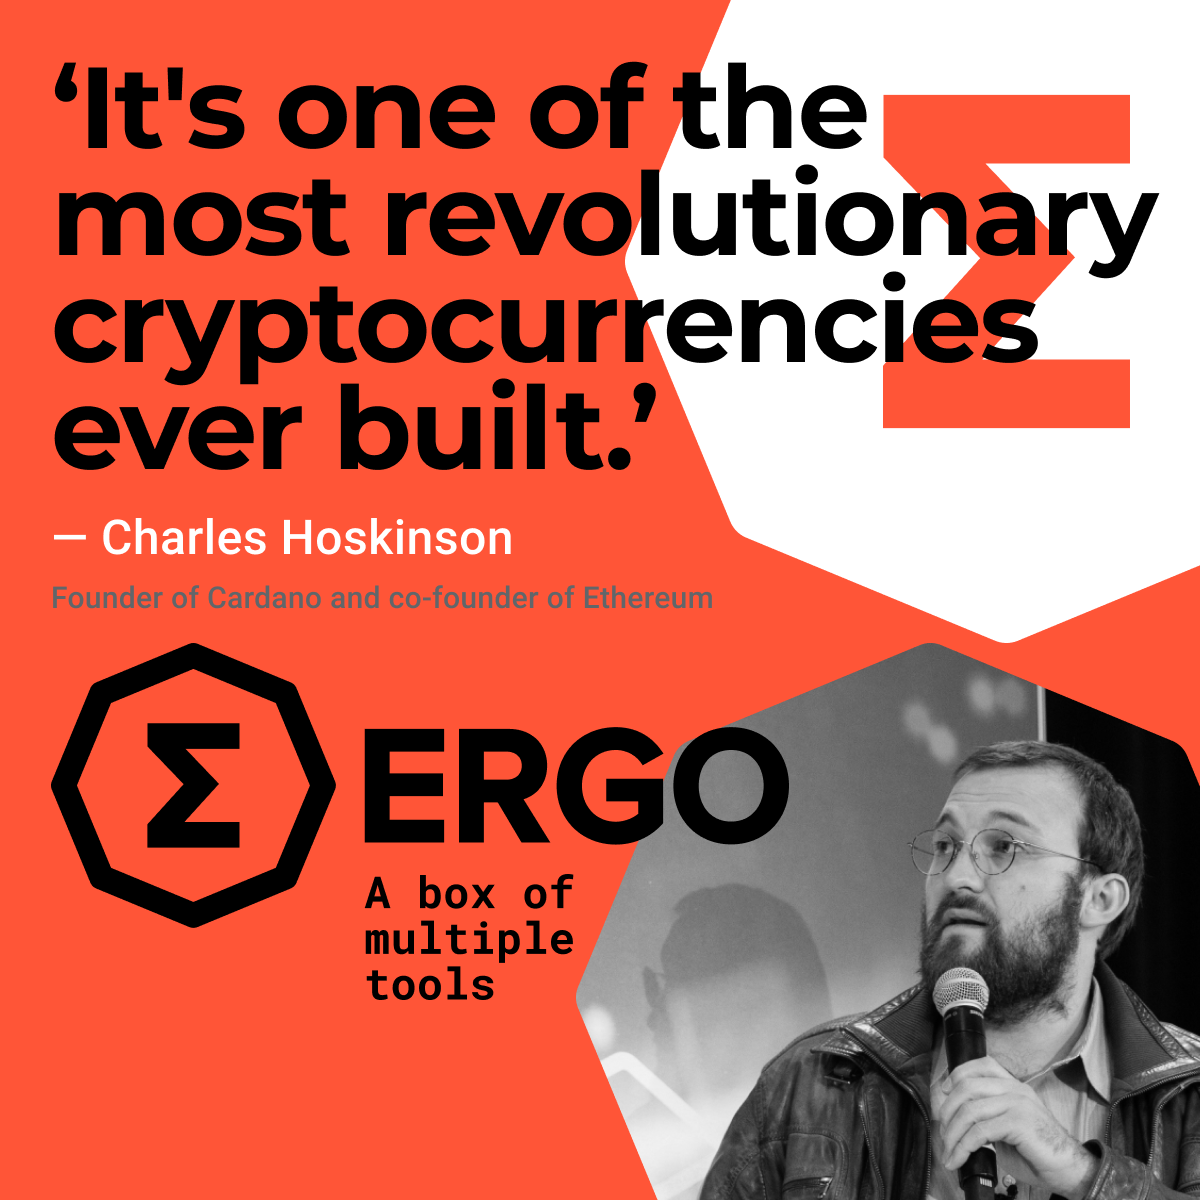 ‘It's one of the
most revolutionary
cryptocurrencies
ever built.’
— Charles Hoskinson
Founder of Cardano and co-founder of Ethereum
Σ ERGO
A box of
multiple
tools